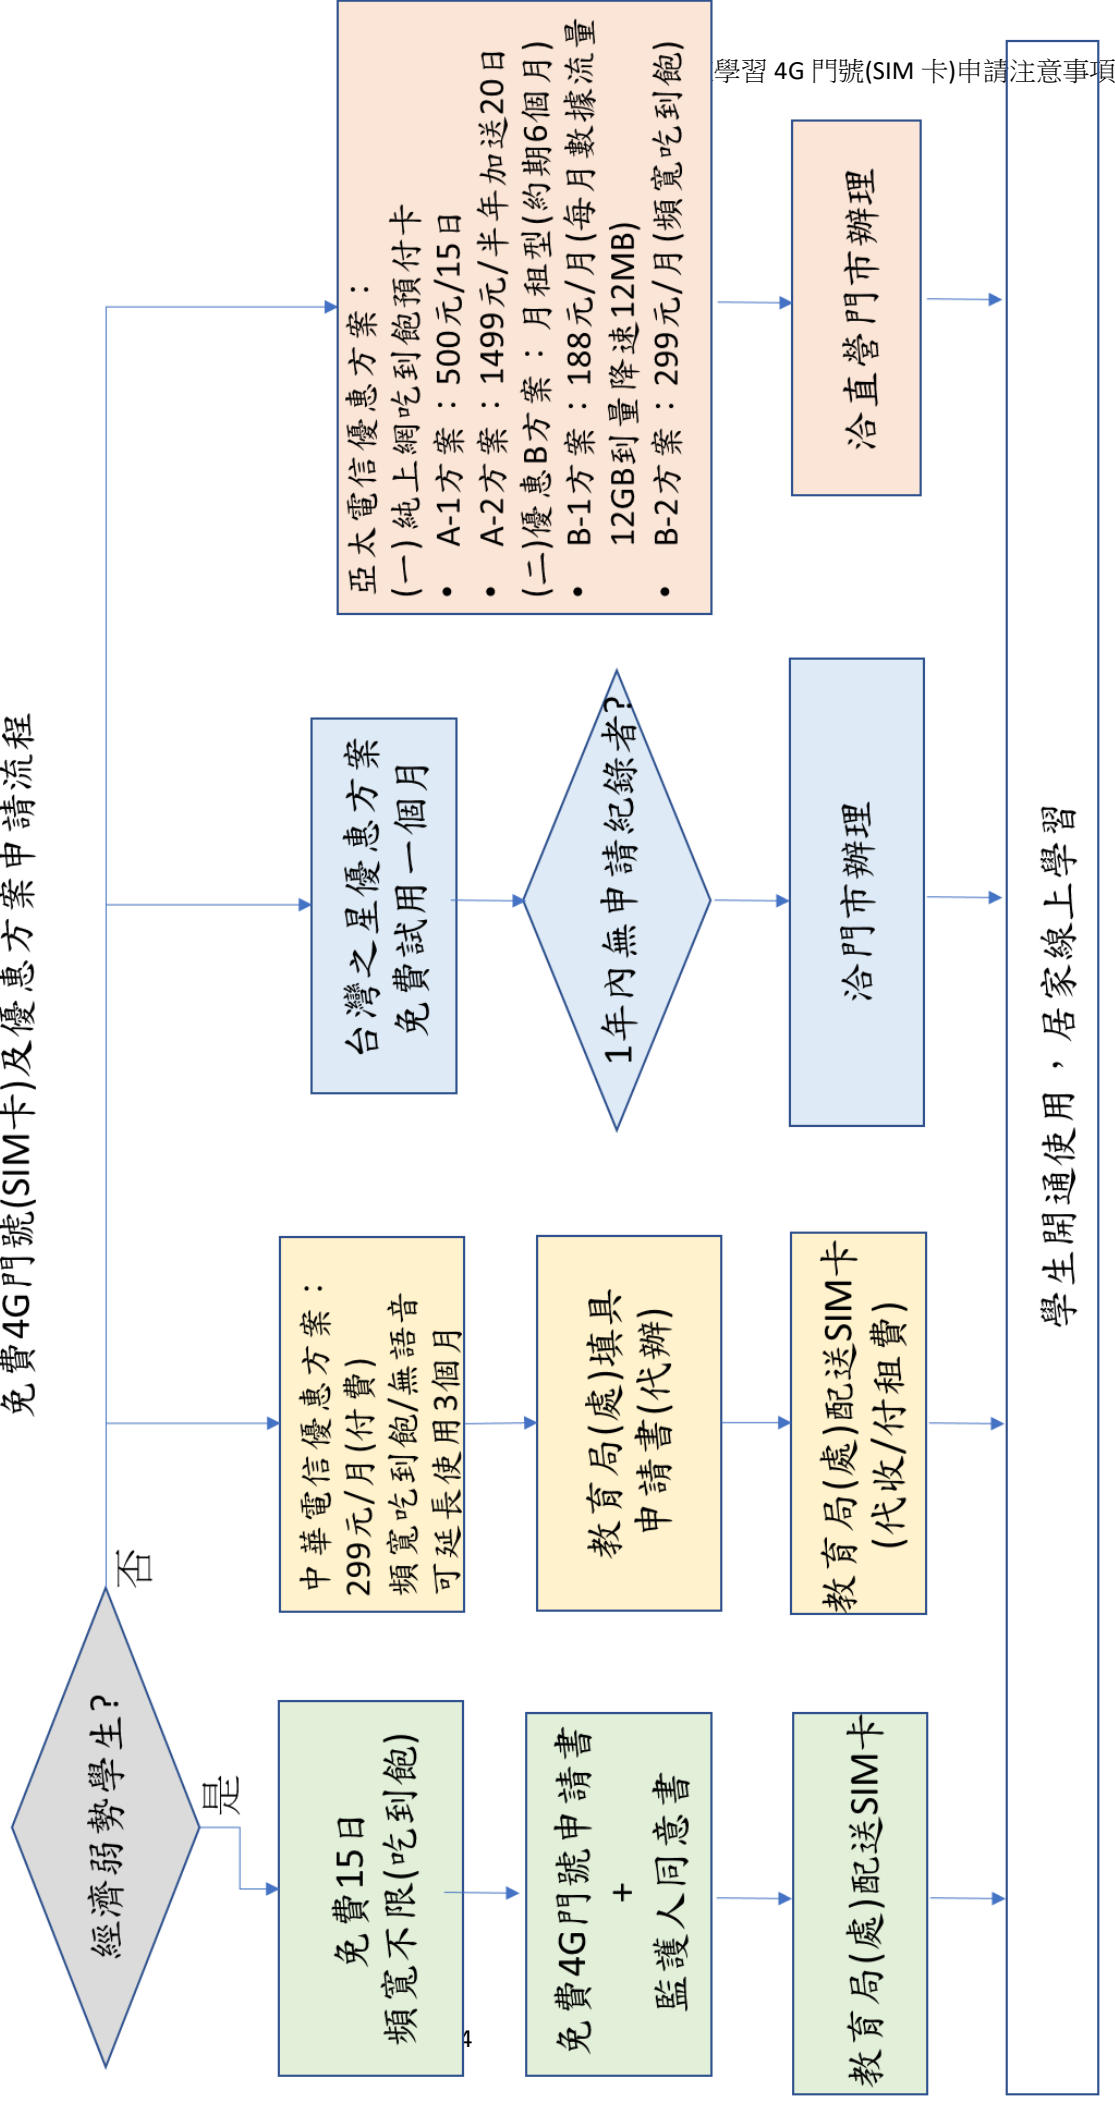 學習 4G 門號(SIM 卡)申請注意事項
免費4G門號(SIM卡)及優惠方案申請流程
經濟弱勢學生?
是
否
免費15日
頻寬不限(吃到飽)
免費4G門號申請書
+
監護人同意書
教育局(處)配送SIM卡
中華電信優惠方案：
299元/月(付費)
頻寬吃到飽/無語音
可延長使用3個月
教育局(處)填具
申請書(代辦)
教育局(處)配送SIM卡
(代收/付租費)
台灣之星優惠方案
免費試用一個月
1年內無申請紀錄者?
洽門市辦理
亞太電信優惠方案：
(一)純上網吃到飽預付卡
• A-1方案：500元/15日
• A-2方案：1499元/半年加送20日
(二)優惠B方案：月租型(約期6個月)
• B-1方案：188元/月(每月數據流量
12GB到量降速12MB)
• B-2方案：299元/月(頻寬吃到飽)
洽直營門市辦理
學生開通使用，居家線上學習
4